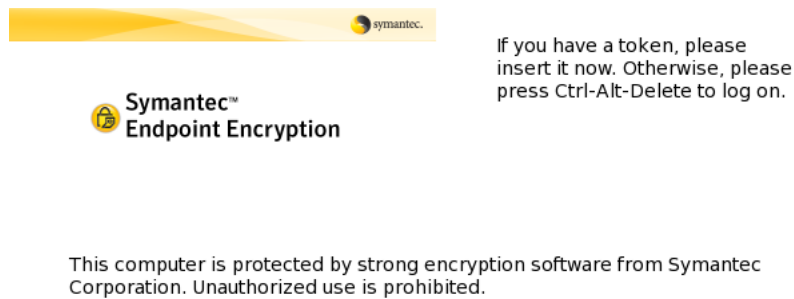 symantec.
If you have a token, please
insert it now. Otherwise, please
press Ctrl-Alt-Delete to log on.
Symantec™
Endpoint Encryption
This computer is protected by strong encryption software from Symantec
Corporation. Unauthorized use is prohibited.